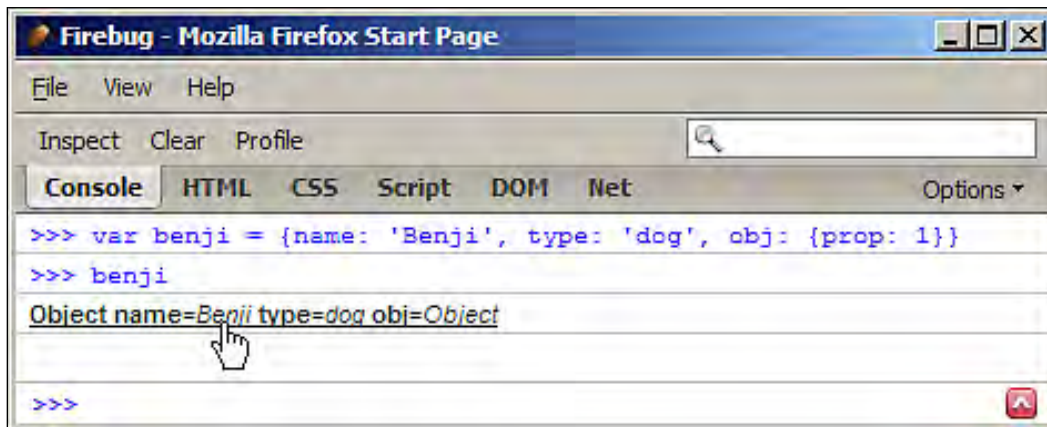 Firebug - Mozilla Firefox Start Page
File View Help
Inspect Clear Profile
Console HTML CSS Script DOM Net Options
>>> var benji = {name: 'Benji', type: 'dog', obj: {prop: 1}}
>>> benji
Object name=Benji type=dog obj=Object
>>>